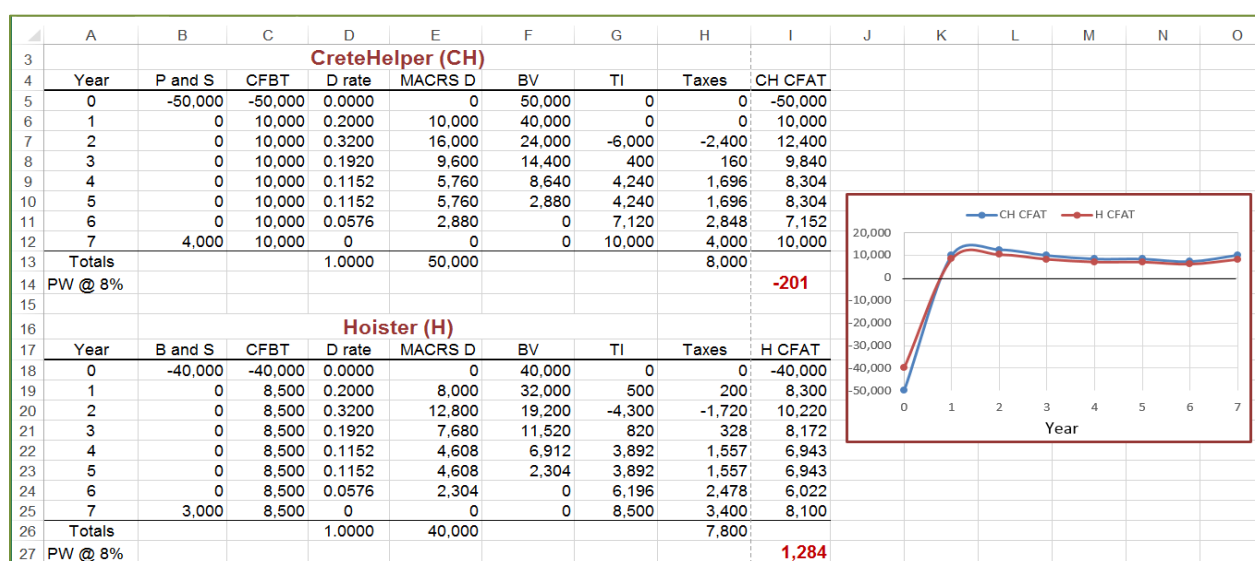 A B C D E F G H I J K L M N O
3 CreteHelper (CH)
4 Year P and S CFBT D rate MACRS D BV TI Taxes CH CFAT
5 0 -50,000 -50,000 0.0000 0 50,000 0 0 -50,000
6 1 0 10,000 0.2000 10,000 40,000 0 0 10,000
7 2 0 10,000 0.3200 16,000 24,000 -6,000 -2,400 12,400
8 3 0 10,000 0.1920 9,600 14,400 400 160 9,840
9 4 0 10,000 0.1152 5,760 8,640 4,240 1,696 8,304
10 5 0 10,000 0.1152 5,760 2,880 4,240 1,696 8,304
11 6 0 10,000 0.0576 2,880 0 7,120 2,848 7,152
12 7 4,000 10,000 0 0 0 10,000 4,000 10,000
13 Totals 1.0000 50,000 8,000
14 PW @ 8% -201
15
16 Hoister (H)
17 Year B and S CFBT D rate MACRS D BV TI Taxes H CFAT
18 0 -40,000 -40,000 0.0000 0 40,000 0 0 -40,000
19 1 0 8,500 0.2000 8,000 32,000 500 200 8,300
20 2 0 8,500 0.3200 12,800 19,200 -4,300 -1,720 10,220
21 3 0 8,500 0.1920 7,680 11,520 820 328 8,172
22 4 0 8,500 0.1152 4,608 6,912 3,892 1,557 6,943
23 5 0 8,500 0.1152 4,608 2,304 3,892 1,557 6,943
24 6 0 8,500 0.0576 2,304 0 6,196 2,478 6,022
25 7 3,000 8,500 0 0 0 8,500 3,400 8,100
26 Totals 1.0000 40,000 7,800
27 PW @ 8% 1,284
CH CFAT H CFAT
20,000
10,000
0
-10,000
-20,000
-30,000
-40,000
-50,000
0 1 2 3 4 5 6 7
Year